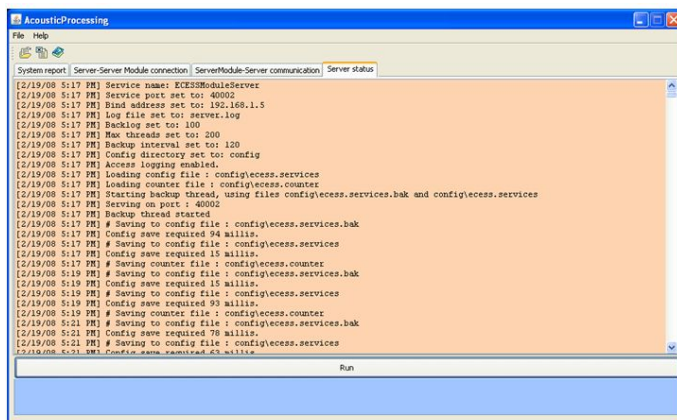 AcousticProcessing
File Help
System report Server-Server Module connection ServerModule-Server communication Server status
[2/19/08 5:17 PM] Service name: ECESSModuleServer
[2/19/08 5:17 PM] Service port set to: 40002
[2/19/08 5:17 PM] Bind address set to: 192.168.1.5
[2/19/08 5:17 PM] Log file set to: server.log
[2/19/08 5:17 PM] Backlog set to: 100
[2/19/08 5:17 PM] Max threads set to: 200
[2/19/08 5:17 PM] Backup interval set to: 120
[2/19/08 5:17 PM] Config directory set to: config
[2/19/08 5:17 PM] Access logging enabled.
[2/19/08 5:17 PM] Loading config file : config\ecess.services
[2/19/08 5:17 PM] Loading counter file : config\ecess.counter
[2/19/08 5:17 PM] Starting backup thread, using files config\ecess.services.bak and config\ecess.services
[2/19/08 5:17 PM] Serving on port : 40002
[2/19/08 5:17 PM] Backup thread started
[2/19/08 5:17 PM] # Saving to config file : config\ecess.services.bak
[2/19/08 5:17 PM] Config save required 94 millis.
[2/19/08 5:17 PM] # Saving to config file : config\ecess.services
[2/19/08 5:17 PM] Config save required 15 millis.
[2/19/08 5:17 PM] # Saving counter file : config\ecess.counter
[2/19/08 5:19 PM] # Saving to config file : config\ecess.services.bak
[2/19/08 5:19 PM] Config save required 15 millis.
[2/19/08 5:19 PM] # Saving to config file : config\ecess.services
[2/19/08 5:19 PM] Config save required 93 millis.
[2/19/08 5:19 PM] # Saving counter file : config\ecess.counter
[2/19/08 5:21 PM] # Saving to config file : config\ecess.services.bak
[2/19/08 5:21 PM] Config save required 78 millis.
[2/19/08 5:21 PM] # Saving to config file : config\ecess.services
[2/19/08 5:21 PM] Config save required 63 millis.
Run